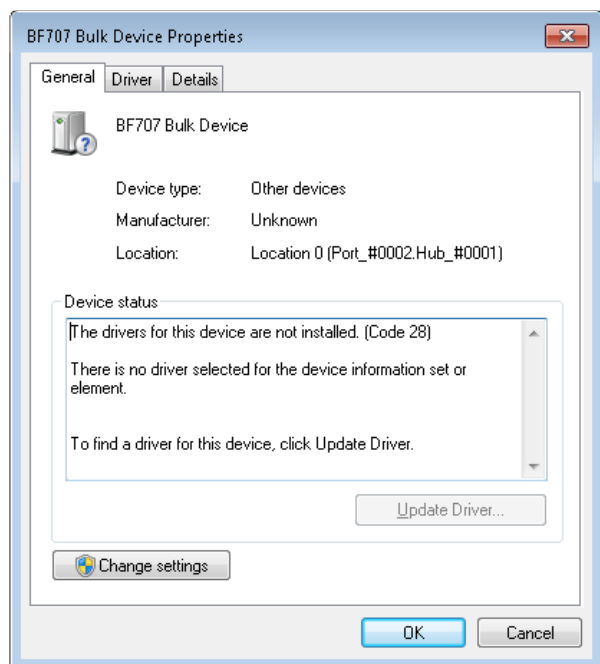 BF707 Bulk Device Properties
General Driver Details
BF707 Bulk Device
Device type: Other devices
Manufacturer: Unknown
Location: Location 0 (Port_#0002.Hub_#0001)
Device status
The drivers for this device are not installed. (Code 28)
There is no driver selected for the device information set or
element.
To find a driver for this device, click Update Driver.
Update Driver...
Change settings
OK Cancel